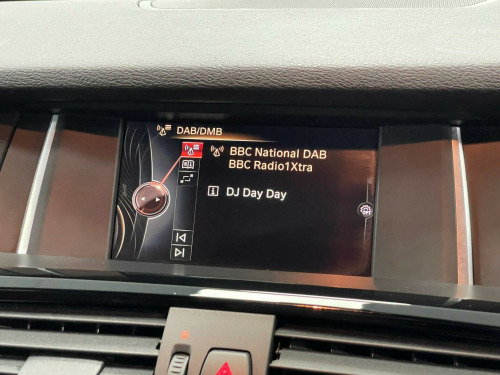 DAB/DMB
BBC National DAB
BBC Radio1Xtra
DJ Day Day